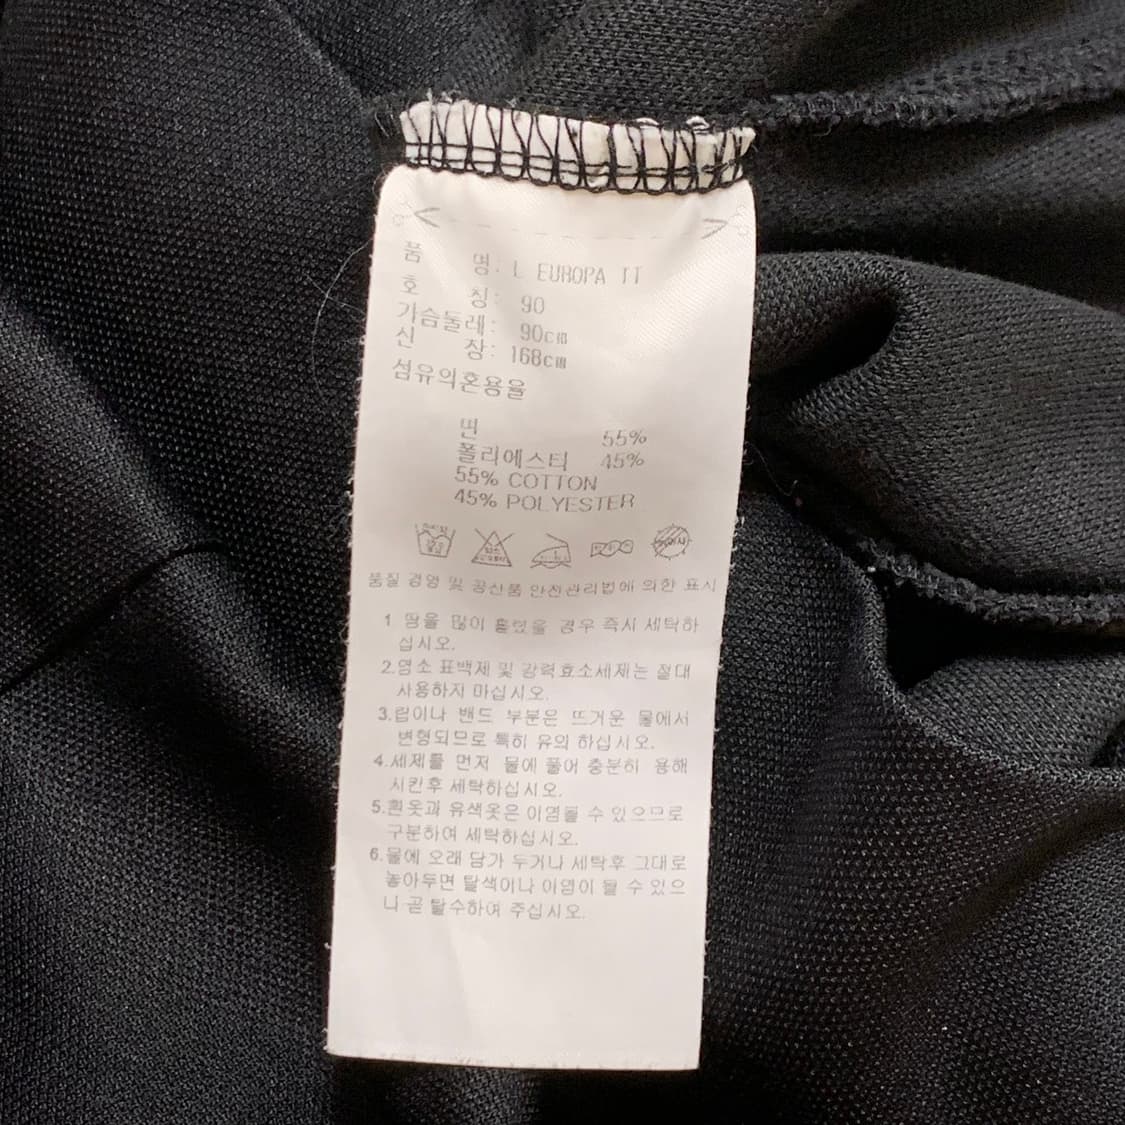 품 명: L EUROPA TT
호 칭: 90
가슴둘레: 90cm
신 장: 168cm
섬유의혼용율
면 55%
폴리에스터 45%
55% COTTON
45% POLYESTER
품질 경영 및 공산품 안전관리법에 의한 표시
1 땀을 많이 흘렸을 경우 즉시 세탁하
십시오.
2.염소 표백제 및 강력효소세제는 절대
사용하지 마십시오.
3.립이나 밴드 부분은 뜨거운 물에서
변형되므로 특히 유의 하십시오.
4.세제를 먼저 물에 풀어 충분히 용해
시킨후 세탁하십시오.
5.흰옷과 유색옷은 이염될 수 있으므로
구분하여 세탁하십시오.
6.물에 오래 담가 두거나 세탁후 그대로
놓아두면 탈색이나 이염이 될 수 있으
니 곧 탈수하여 주십시오.